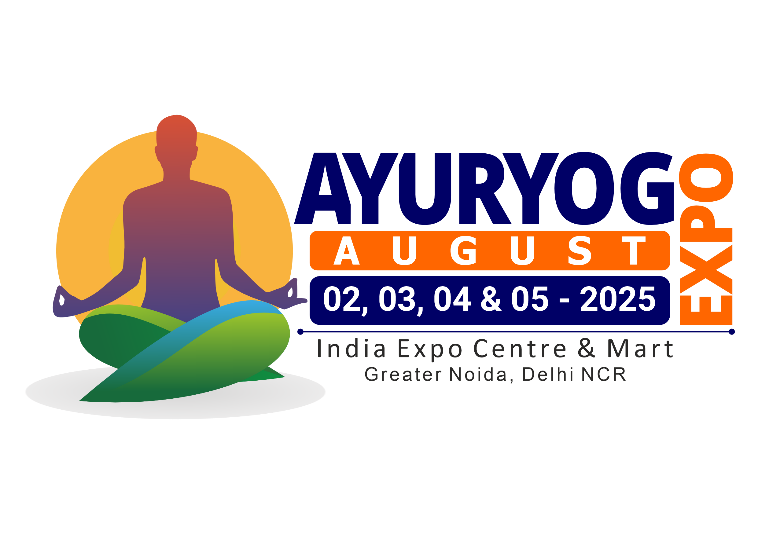 AYURYOG
EXPO
AUGUST
02, 03, 04 & 05 - 2025
India Expo Centre & Mart
Greater Noida, Delhi NCR